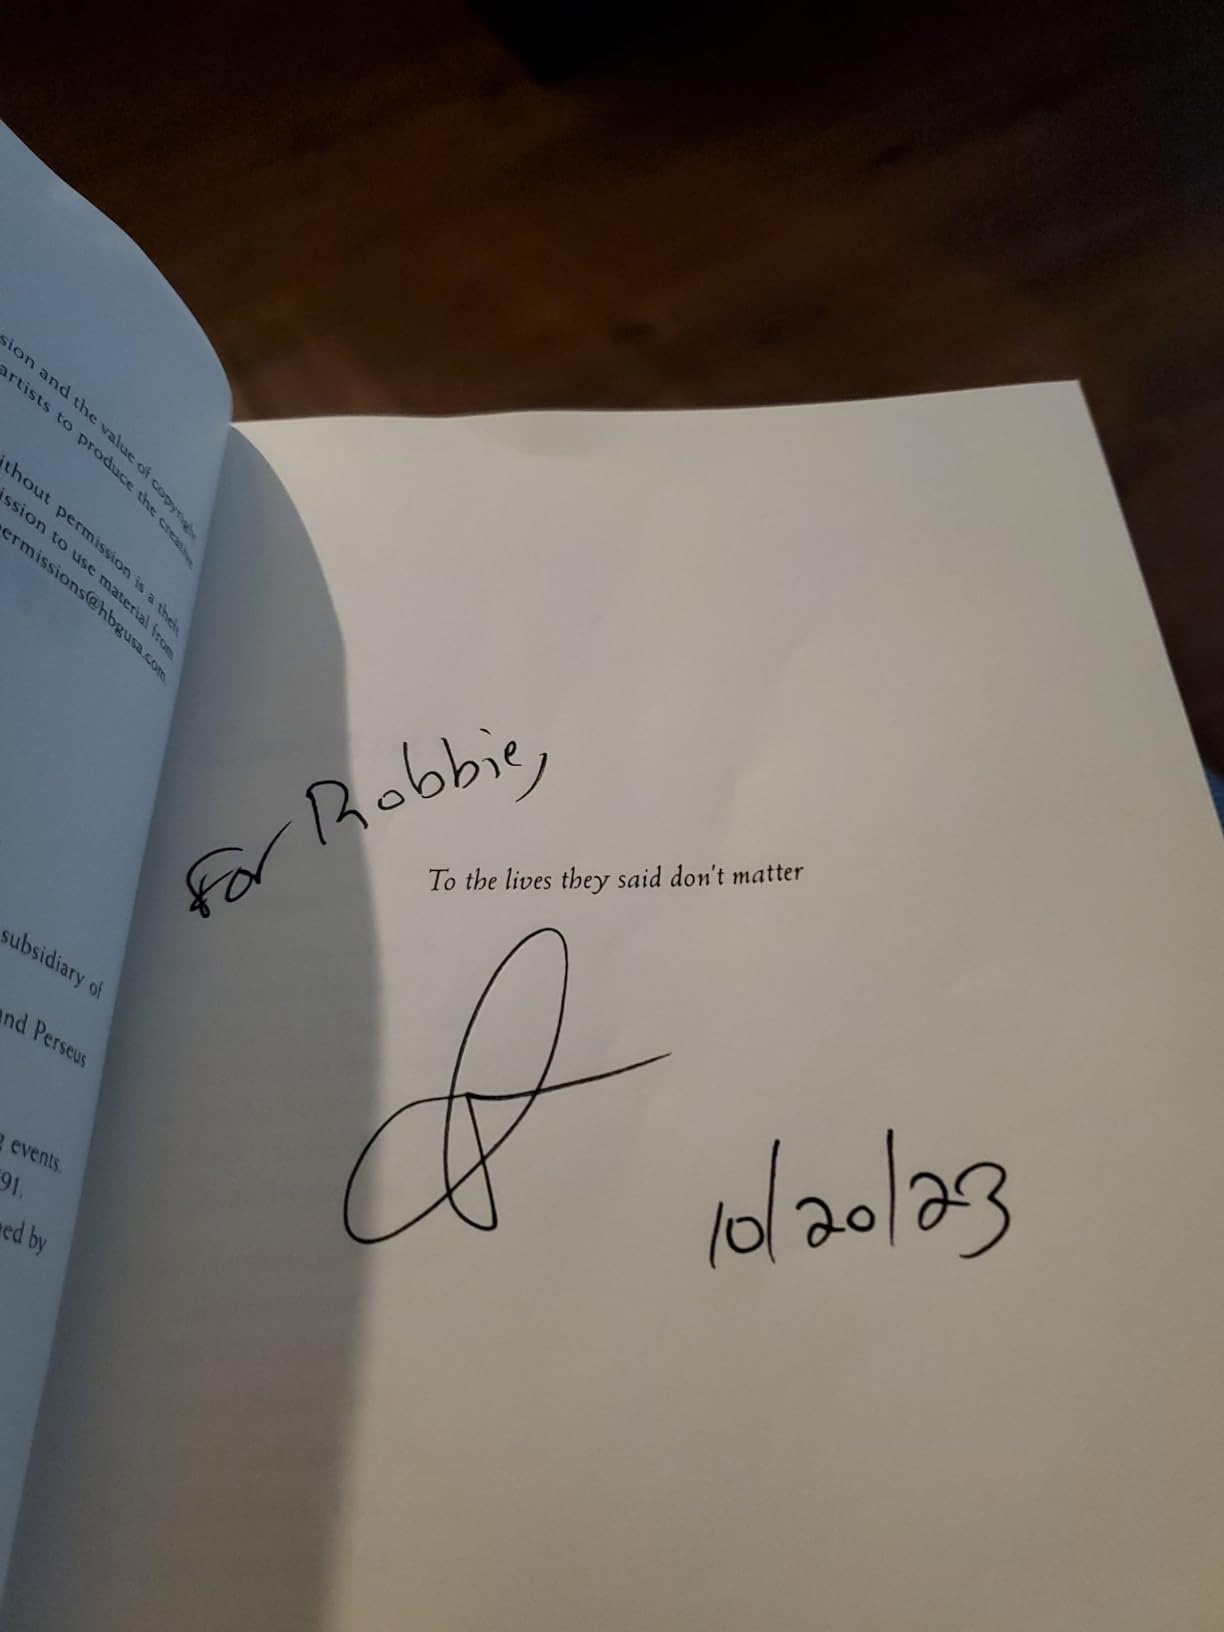 sion and the value of copyright
artists to produce the creative
ithout permission is a theft
ission to use material from
permissions@hbgusa.com.
subsidiary of
and Perseus
g events.
91.
ed by
For Robbie,
To the lives they said don't matter
10/20/23